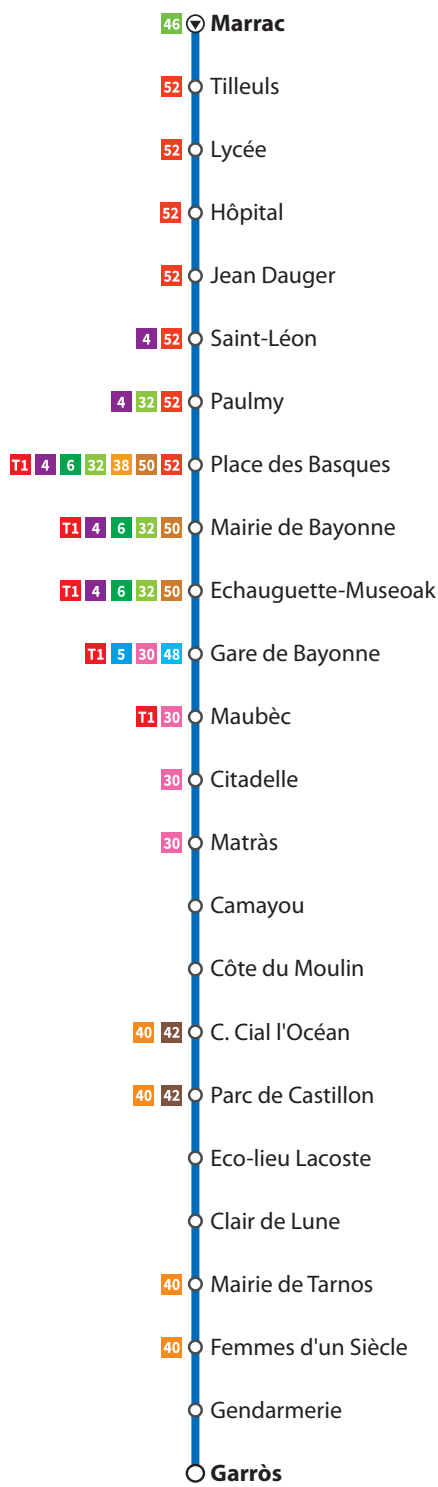 46 Marrac
52 Tilleuls
52 Lycée
52 Hôpital
52 Jean Dauger
4 52 Saint-Léon
4 32 52 Paulmy
T1 4 6 32 38 50 52 Place des Basques
T1 4 6 32 50 Mairie de Bayonne
T1 4 6 32 50 Echauguette-Museoak
T1 5 30 48 Gare de Bayonne
T1 30 Maubèc
30 Citadelle
30 Matràs
Camayou
Côte du Moulin
40 42 C. Cial l'Océan
40 42 Parc de Castillon
Eco-lieu Lacoste
Clair de Lune
40 Mairie de Tarnos
40 Femmes d'un Siècle
Gendarmerie
Garròs